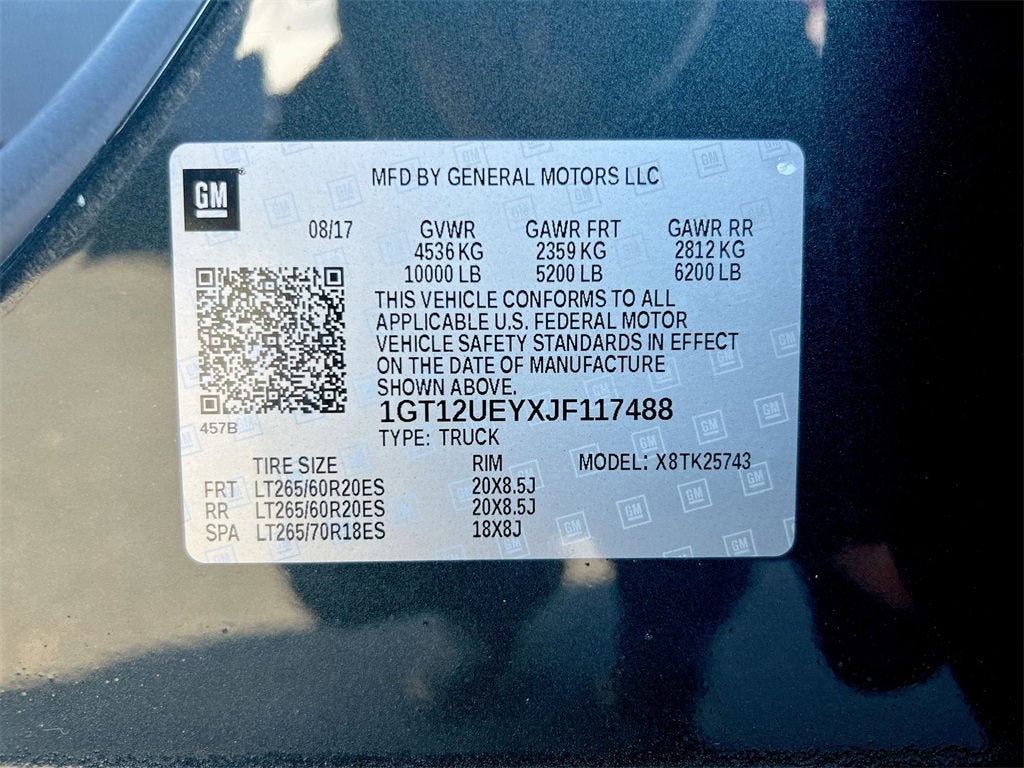 GM
MFD BY GENERAL MOTORS LLC
08/17 GVWR GAWR FRT GAWR RR
4536 KG 2359 KG 2812 KG
10000 LB 5200 LB 6200 LB
THIS VEHICLE CONFORMS TO ALL
APPLICABLE U.S. FEDERAL MOTOR
VEHICLE SAFETY STANDARDS IN EFFECT
ON THE DATE OF MANUFACTURE
SHOWN ABOVE.
457B
1GT12UEYXJF117488
TYPE: TRUCK
TIRE SIZE RIM MODEL: X8TK25743
FRT LT265/60R20ES 20X8.5J
RR LT265/60R20ES 20X8.5J
SPA LT265/70R18ES 18X8J